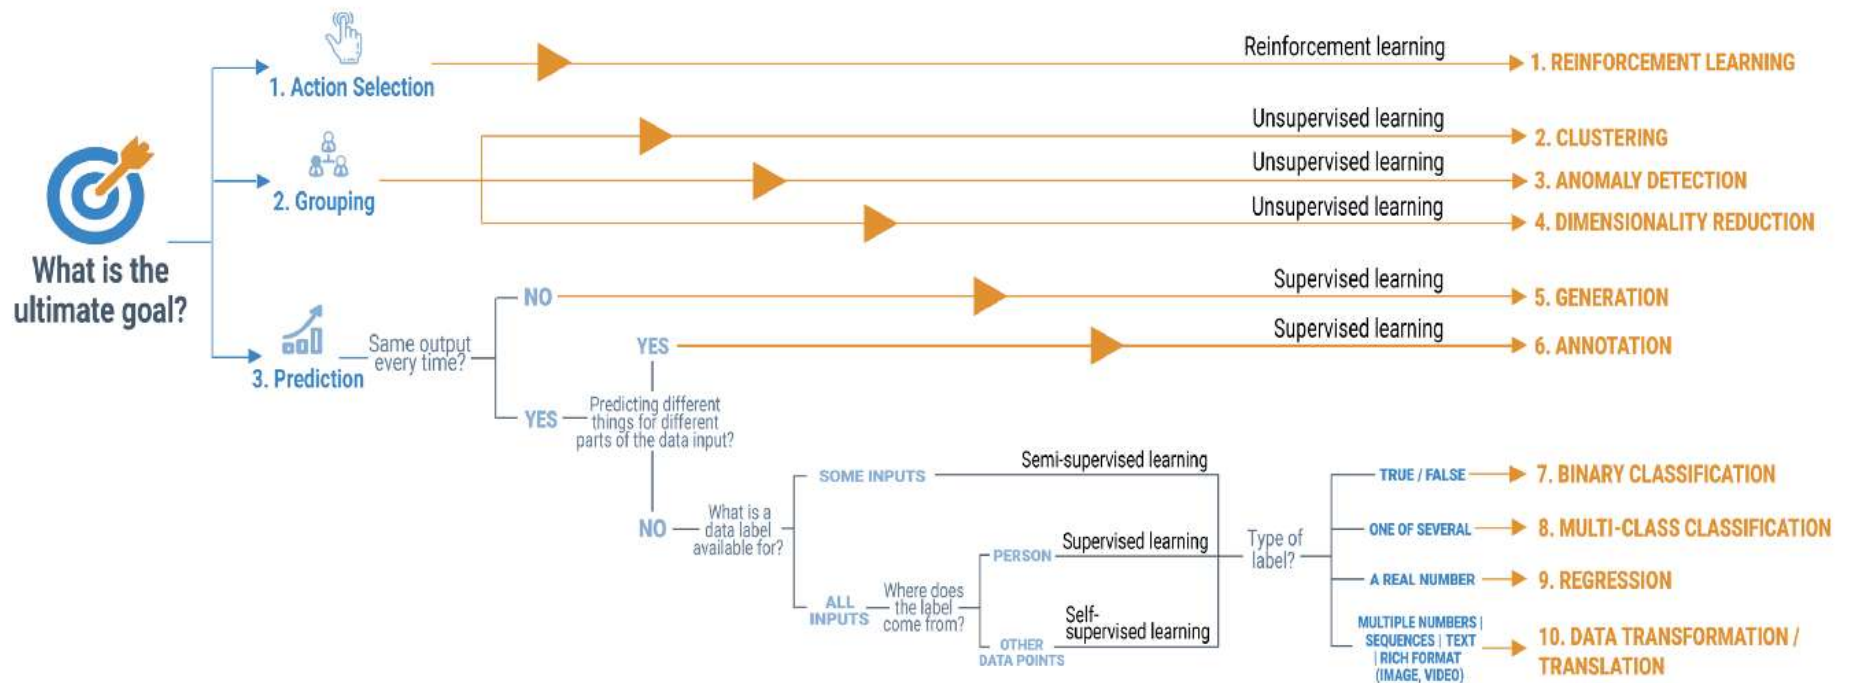 What is the
ultimate goal?
1. Action Selection
Reinforcement learning
1. REINFORCEMENT LEARNING
2. Grouping
Unsupervised learning
2. CLUSTERING
Unsupervised learning
3. ANOMALY DETECTION
Unsupervised learning
4. DIMENSIONALITY REDUCTION
3. Prediction
Same output
every time?
NO
Supervised learning
5. GENERATION
YES
Predicting different
things for different
parts of the data input?
YES
Supervised learning
6. ANNOTATION
NO
What is a
data label
available for?
SOME INPUTS
Semi-supervised learning
ALL
INPUTS
Where does
the label
come from?
PERSON
Supervised learning
OTHER
DATA POINTS
Self-
supervised learning
Type of
label?
TRUE / FALSE
7. BINARY CLASSIFICATION
ONE OF SEVERAL
8. MULTI-CLASS CLASSIFICATION
A REAL NUMBER
9. REGRESSION
MULTIPLE NUMBERS |
SEQUENCES | TEXT
| RICH FORMAT
(IMAGE, VIDEO)
10. DATA TRANSFORMATION /
TRANSLATION